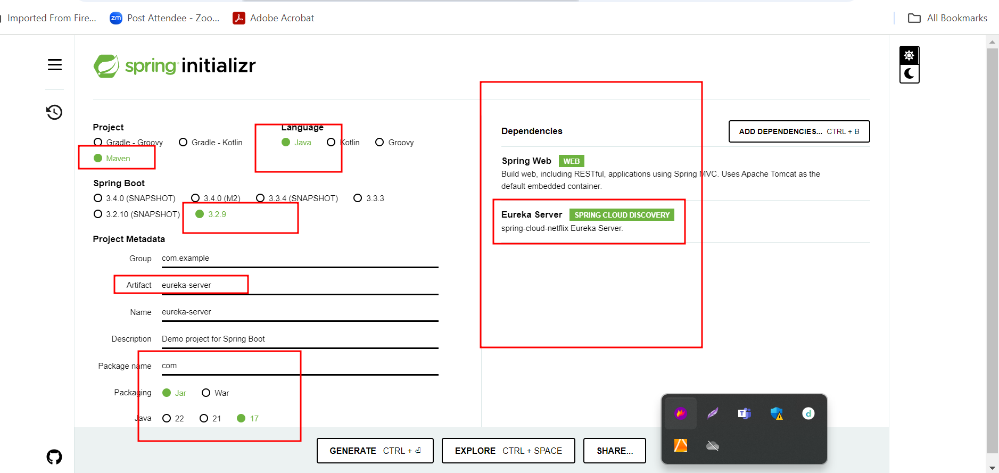 Imported From Fire...
Post Attendee - Zoo...
Adobe Acrobat
All Bookmarks
spring initializr
Project
Gradle - Groovy
Gradle - Kotlin
Maven
Language
Java
Kotlin
Groovy
Spring Boot
3.4.0 (SNAPSHOT)
3.4.0 (M2)
3.3.4 (SNAPSHOT)
3.3.3
3.2.10 (SNAPSHOT)
3.2.9
Project Metadata
Group com.example
Artifact eureka-server
Name eureka-server
Description Demo project for Spring Boot
Package name com
Packaging Jar War
Java 22 21 17
Dependencies
ADD DEPENDENCIES... CTRL + B
Spring Web WEB
Build web, including RESTful, applications using Spring MVC. Uses Apache Tomcat as the
default embedded container.
Eureka Server SPRING CLOUD DISCOVERY
spring-cloud-netflix Eureka Server.
GENERATE CTRL + ⏎
EXPLORE CTRL + SPACE
SHARE...